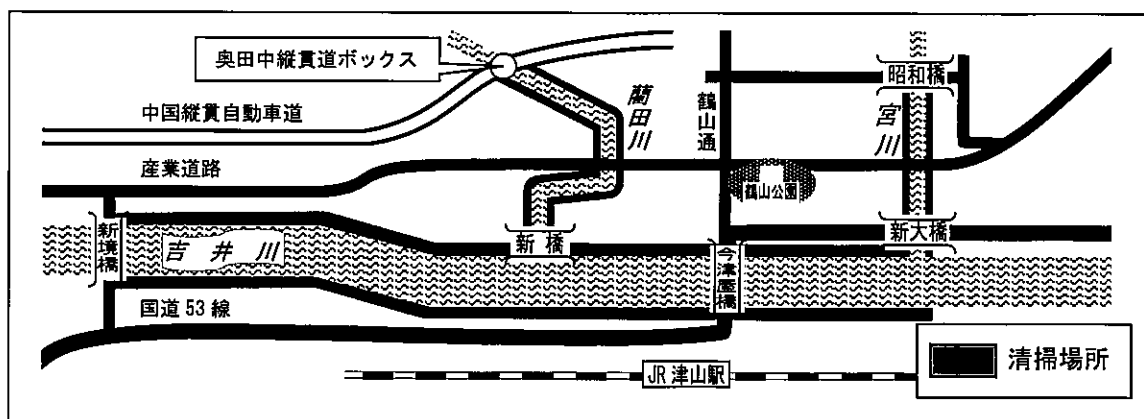 奥田中縦貫道ボックス
中国縦貫自動車道
産業道路
藺田川
鶴山通
昭和橋
宮川
鶴山公園
新境橋
吉井川
新橋
今津屋橋
新大橋
国道53線
JR津山駅
清掃場所